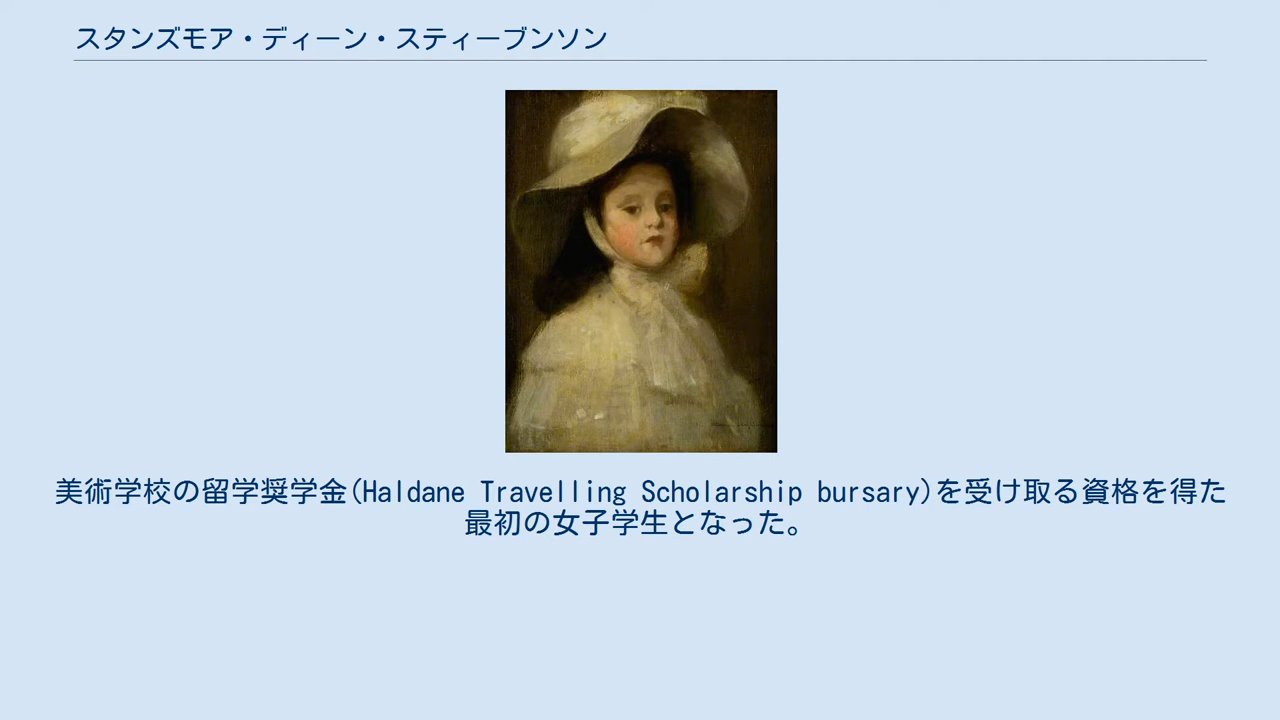 スタンズモア・ディーン・スティーブンソン
美術学校の留学奨学金(Haldane Travelling Scholarship bursary)を受け取る資格を得た
最初の女子学生となった。